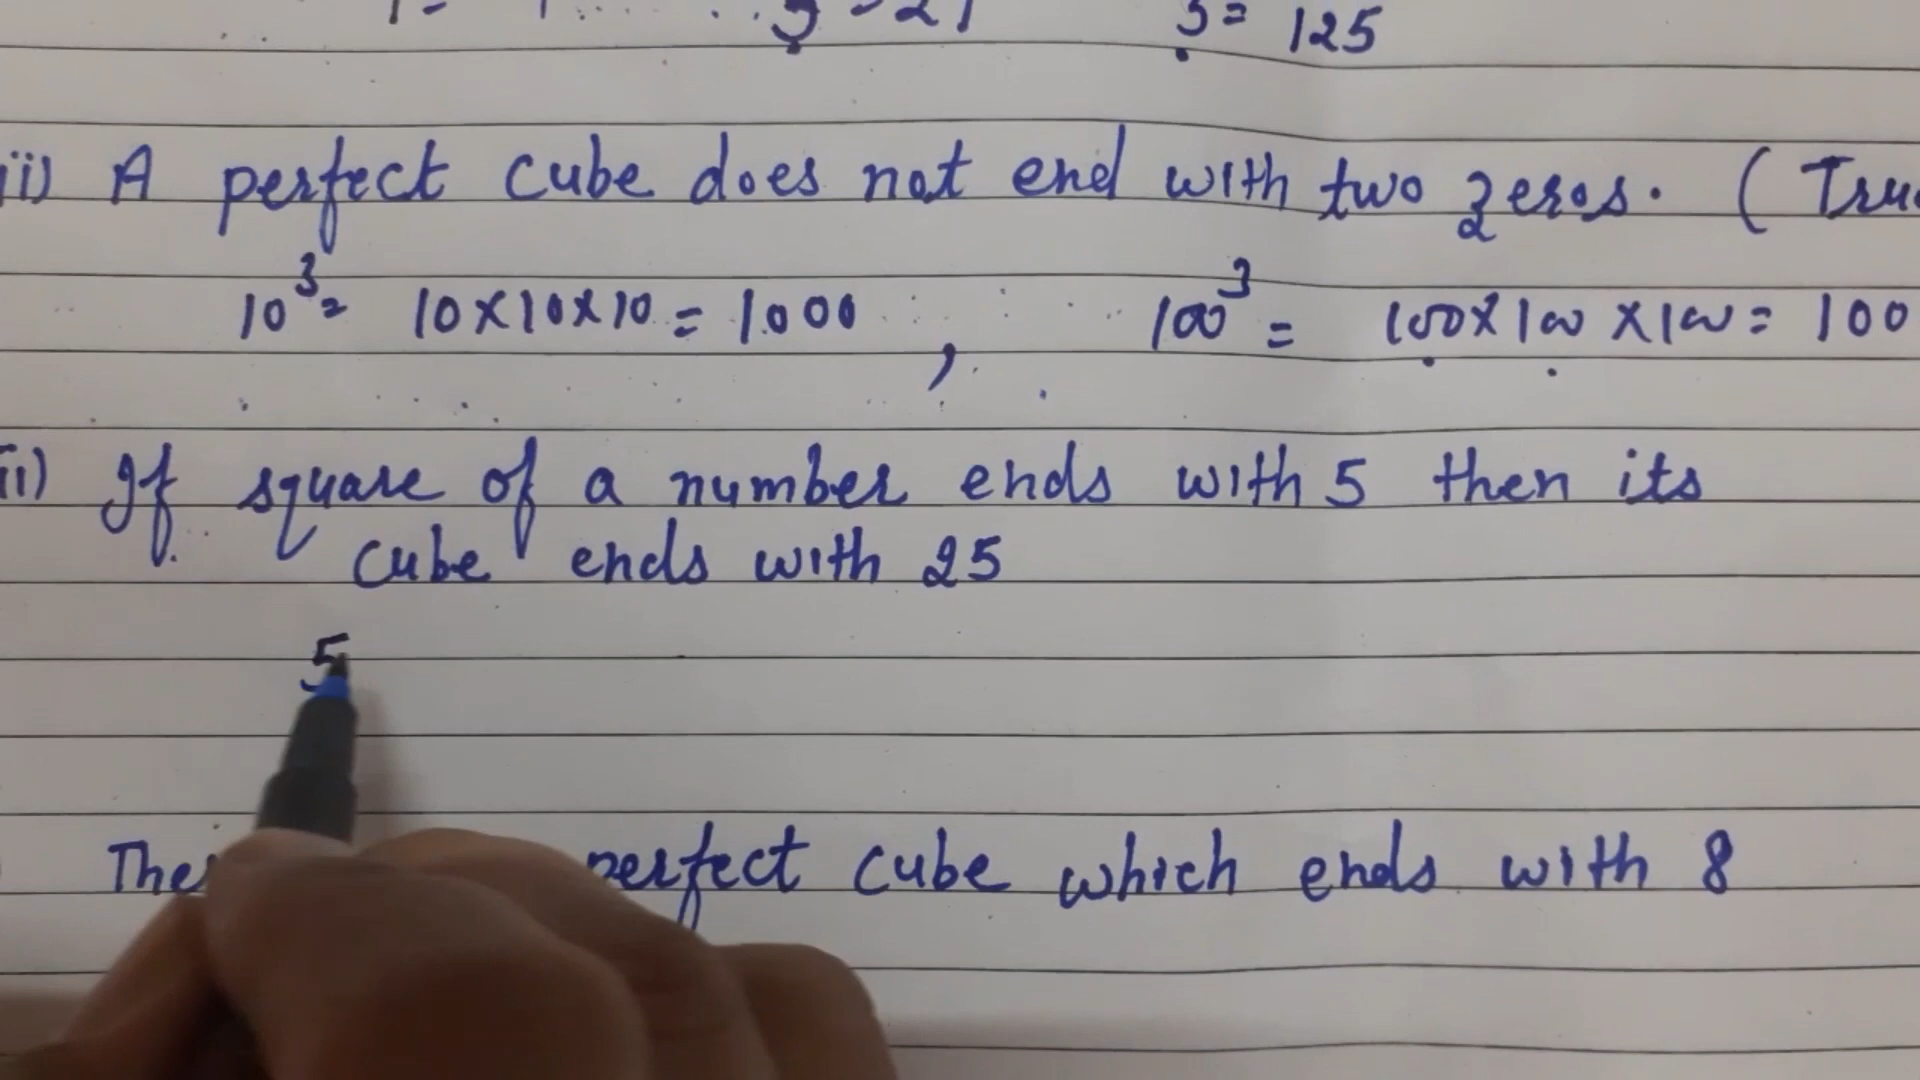 3= 125
ii) A perfect cube does not end with two zeros. (Tru
10³= 10×10×10 = 1000 , 100³ = 100×100×100= 100
ii) If square of a number ends with 5 then its
cube ends with 25
5
perfect cube which ends with 8